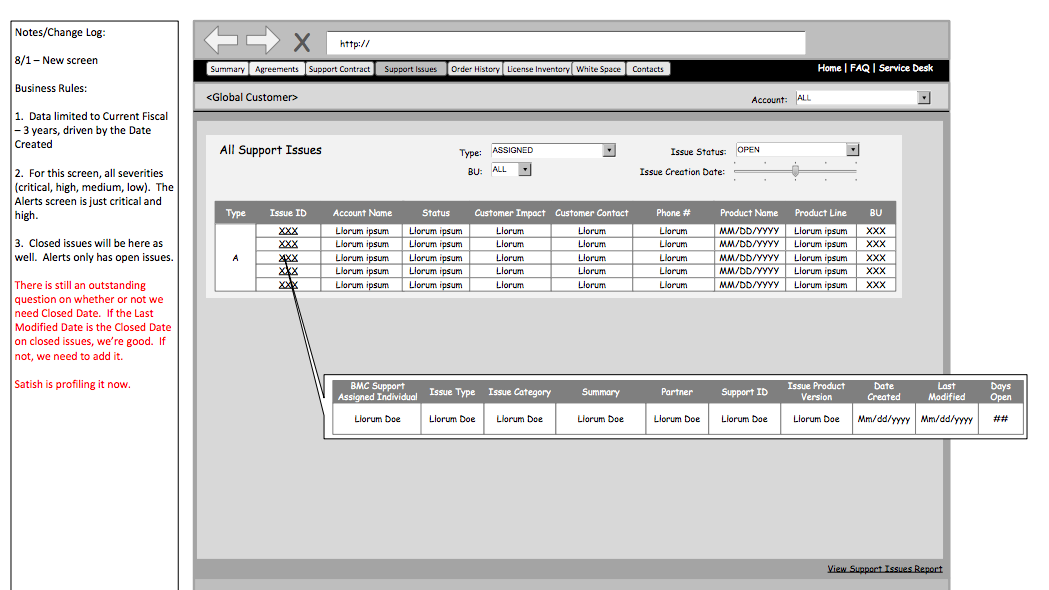 Notes/Change Log:
8/1 – New screen
Business Rules:
1. Data limited to Current Fiscal
– 3 years, driven by the Date
Created
2. For this screen, all severities
(critical, high, medium, low). The
Alerts screen is just critical and
high.
3. Closed issues will be here as
well. Alerts only has open issues.
There is still an outstanding
question on whether or not we
need Closed Date. If the Last
Modified Date is the Closed Date
on closed issues, we're good. If
not, we need to add it.
Satish is profiling it now.
http://
Summary Agreements Support Contract Support Issues Order History License Inventory White Space Contacts
Home | FAQ | Service Desk
<Global Customer>
Account: ALL
All Support Issues
Type: ASSIGNED
Issue Status: OPEN
BU: ALL
Issue Creation Date:
Type Issue ID Account Name Status Customer Impact Customer Contact Phone # Product Name Product Line BU
XXX Llorum ipsum Llorum ipsum Llorum Llorum Llorum MM/DD/YYYY Llorum ipsum XXX
XXX Llorum ipsum Llorum ipsum Llorum Llorum Llorum MM/DD/YYYY Llorum ipsum XXX
A XXX Llorum ipsum Llorum ipsum Llorum Llorum Llorum MM/DD/YYYY Llorum ipsum XXX
XXX Llorum ipsum Llorum ipsum Llorum Llorum Llorum MM/DD/YYYY Llorum ipsum XXX
XXX Llorum ipsum Llorum ipsum Llorum Llorum Llorum MM/DD/YYYY Llorum ipsum XXX
BMC Support Assigned Individual Issue Type Issue Category Summary Partner Support ID Issue Product Version Date Created Last Modified Days Open
Llorum Doe Llorum Doe Llorum Doe Llorum Doe Llorum Doe Llorum Doe Llorum Doe Mm/dd/yyyy Mm/dd/yyyy ##
View Support Issues Report